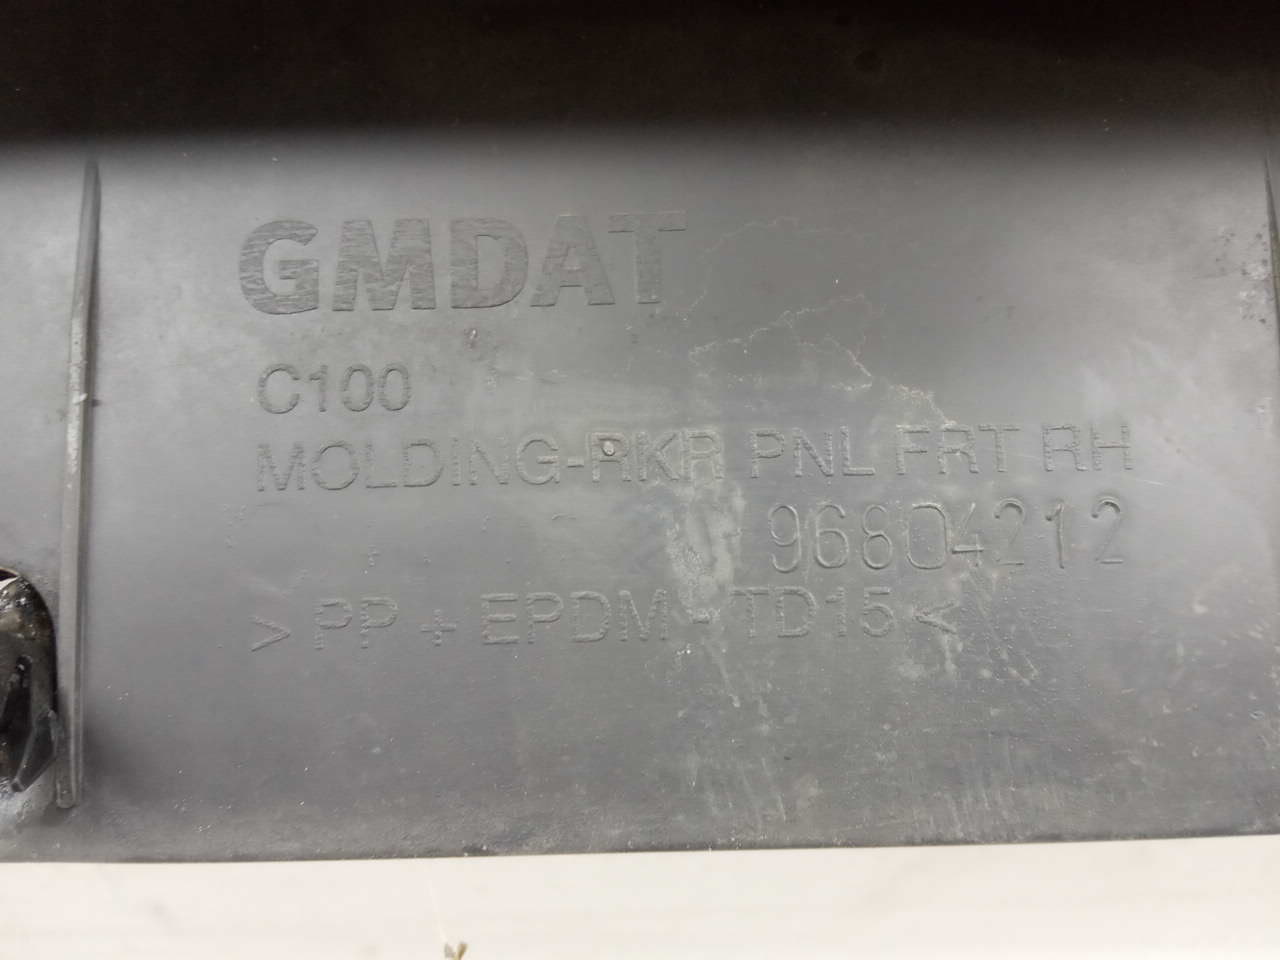 GMDAT
C100
MOLDING-RKR PNL FRT RH
96804212
> PP + EPDM - TD15 <